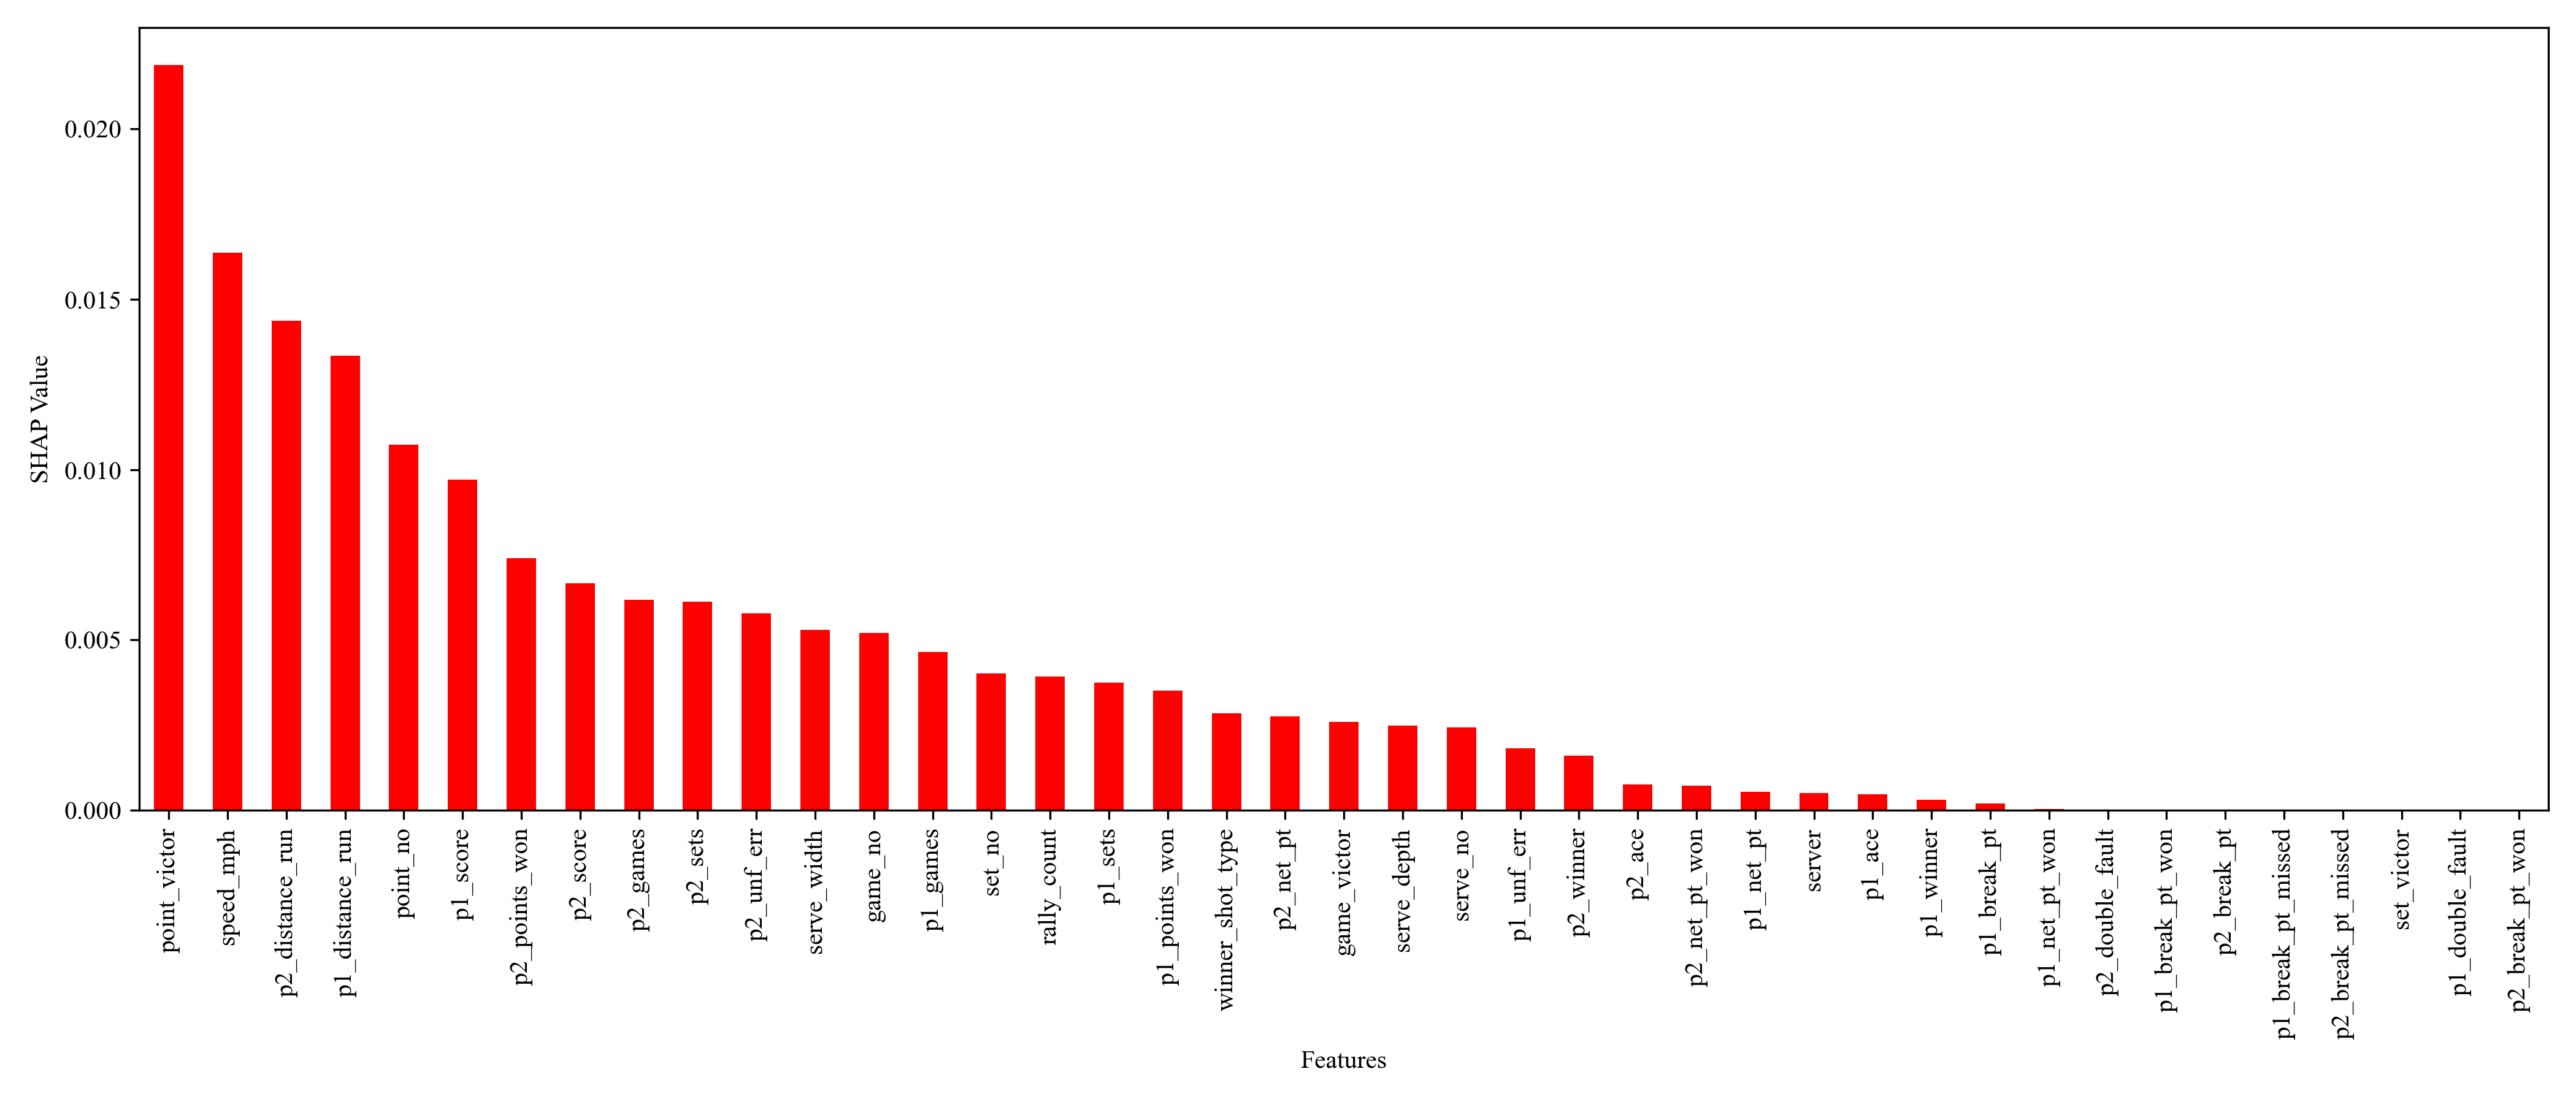 SHAP Value
0.020
0.015
0.010
0.005
0.000
point_victor
speed_mph
p2_distance_run
p1_distance_run
point_no
p1_score
p2_points_won
p2_score
p2_games
p2_sets
p2_unf_err
serve_width
game_no
p1_games
set_no
rally_count
p1_sets
p1_points_won
winner_shot_type
p2_net_pt
game_victor
serve_depth
serve_no
p1_unf_err
p2_winner
p2_ace
p2_net_pt_won
p1_net_pt
server
p1_ace
p1_winner
p1_break_pt
p1_net_pt_won
p2_double_fault
p1_break_pt_won
p2_break_pt
p1_break_pt_missed
p2_break_pt_missed
set_victor
p1_double_fault
p2_break_pt_won
Features